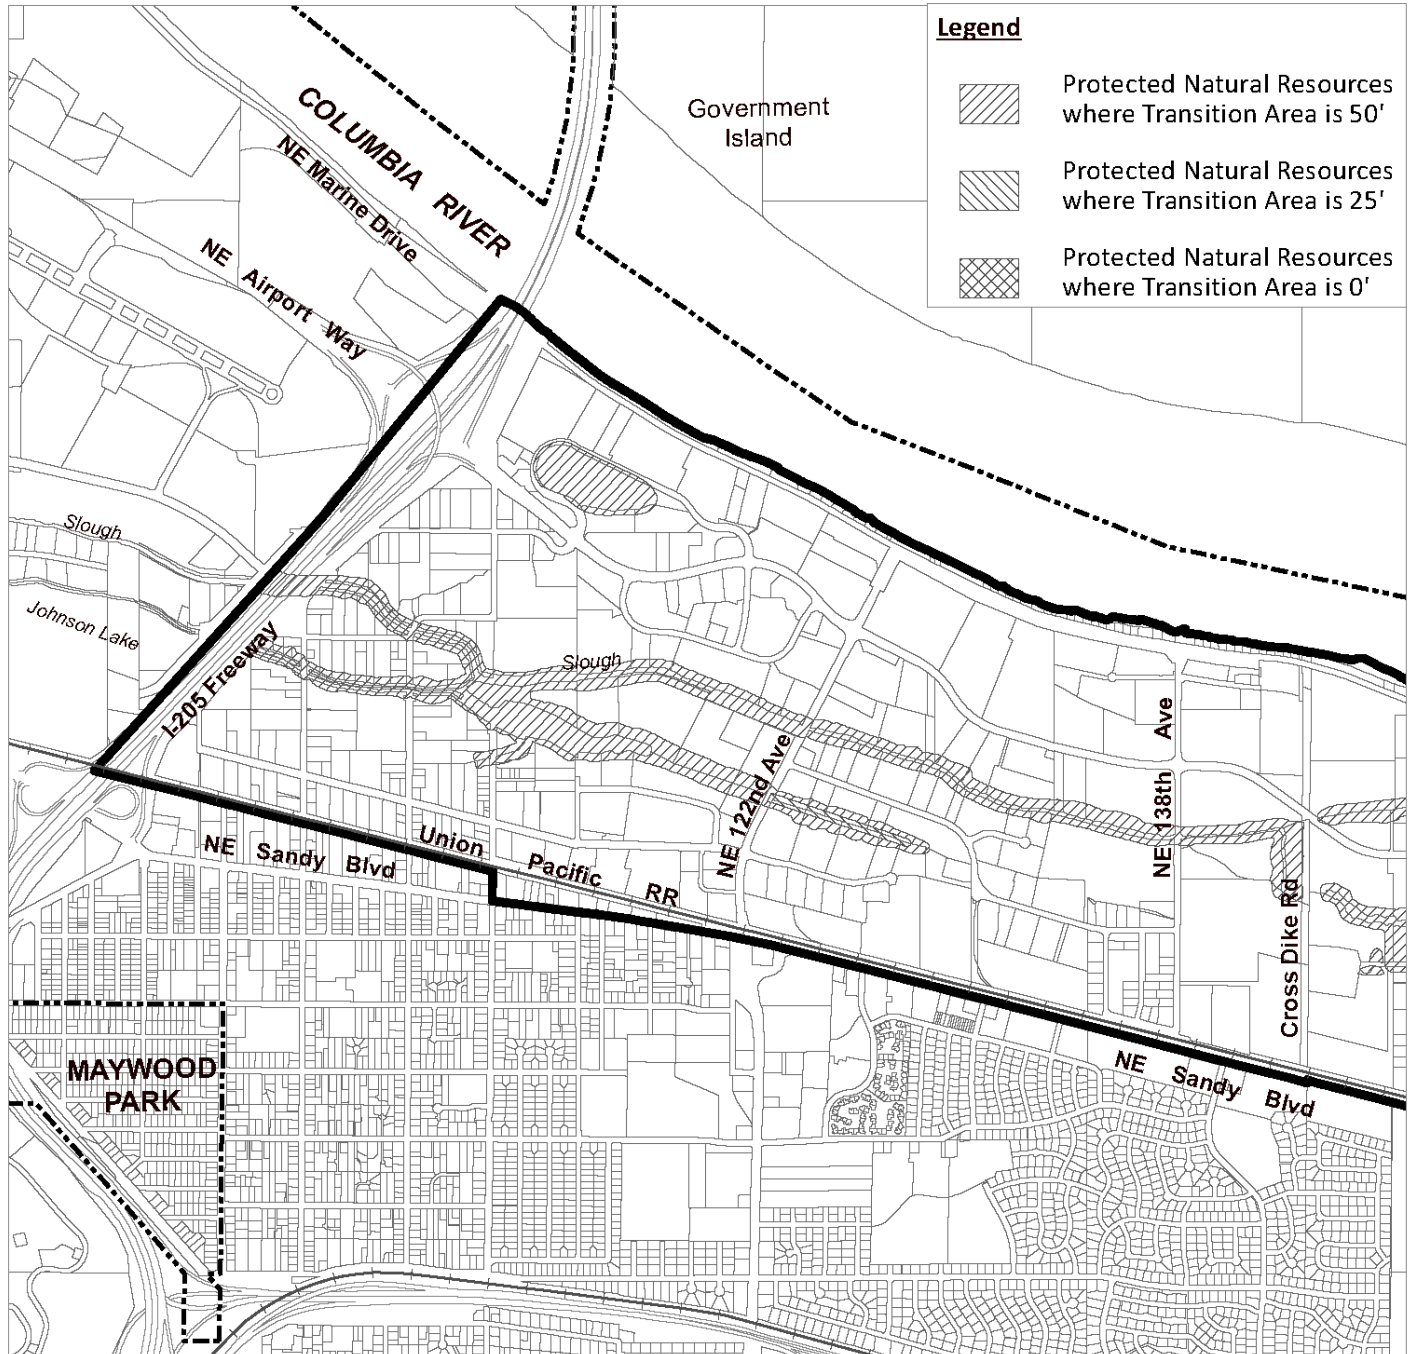 Legend
Protected Natural Resources
where Transition Area is 50'
Protected Natural Resources
where Transition Area is 25'
Protected Natural Resources
where Transition Area is 0'
Government
Island
COLUMBIA RIVER
NE Marine Drive
NE Airport Way
Slough
Johnson Lake
I-205 Freeway
Slough
NE 122nd Ave
NE 138th Ave
Cross Dike Rd
NE Sandy Blvd
Union Pacific RR
NE Sandy Blvd
MAYWOOD
PARK